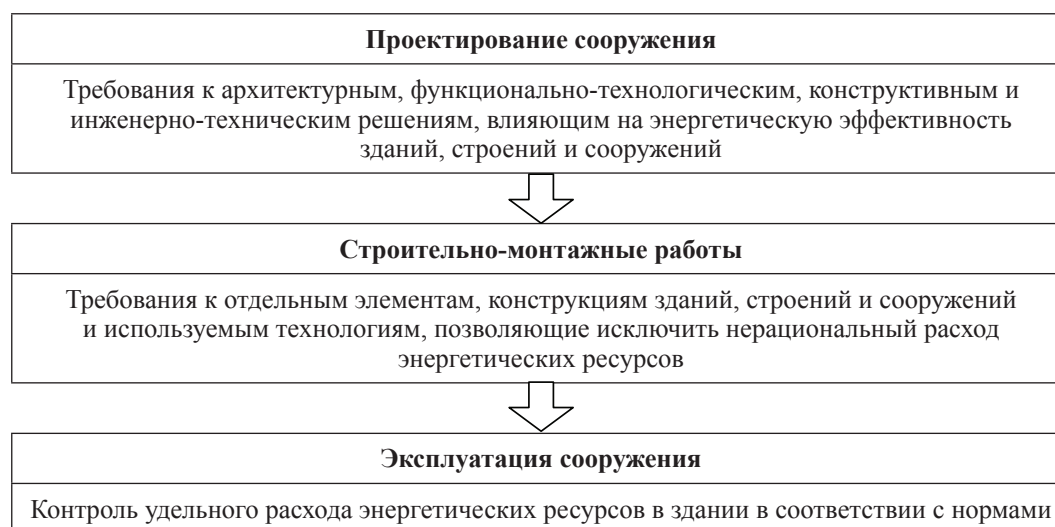 Проектирование сооружения
Требования к архитектурным, функционально-технологическим, конструктивным и
инженерно-техническим решениям, влияющим на энергетическую эффективность
зданий, строений и сооружений
Строительно-монтажные работы
Требования к отдельным элементам, конструкциям зданий, строений и сооружений
и используемым технологиям, позволяющие исключить нерациональный расход
энергетических ресурсов
Эксплуатация сооружения
Контроль удельного расхода энергетических ресурсов в здании в соответствии с нормами